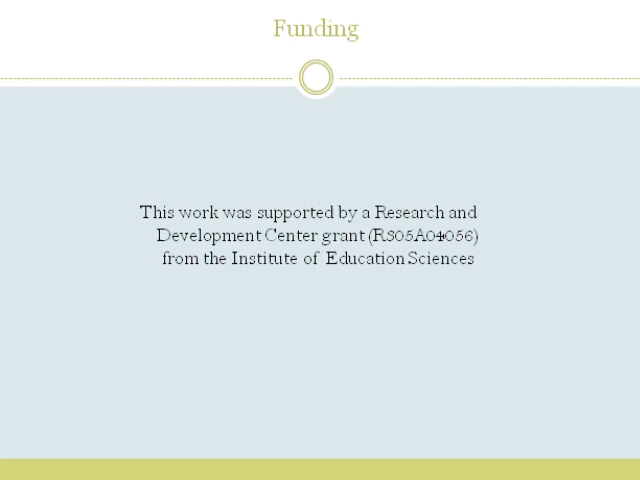 Funding
This work was supported by a Research and
Development Center grant (R305A04056)
from the Institute of Education Sciences